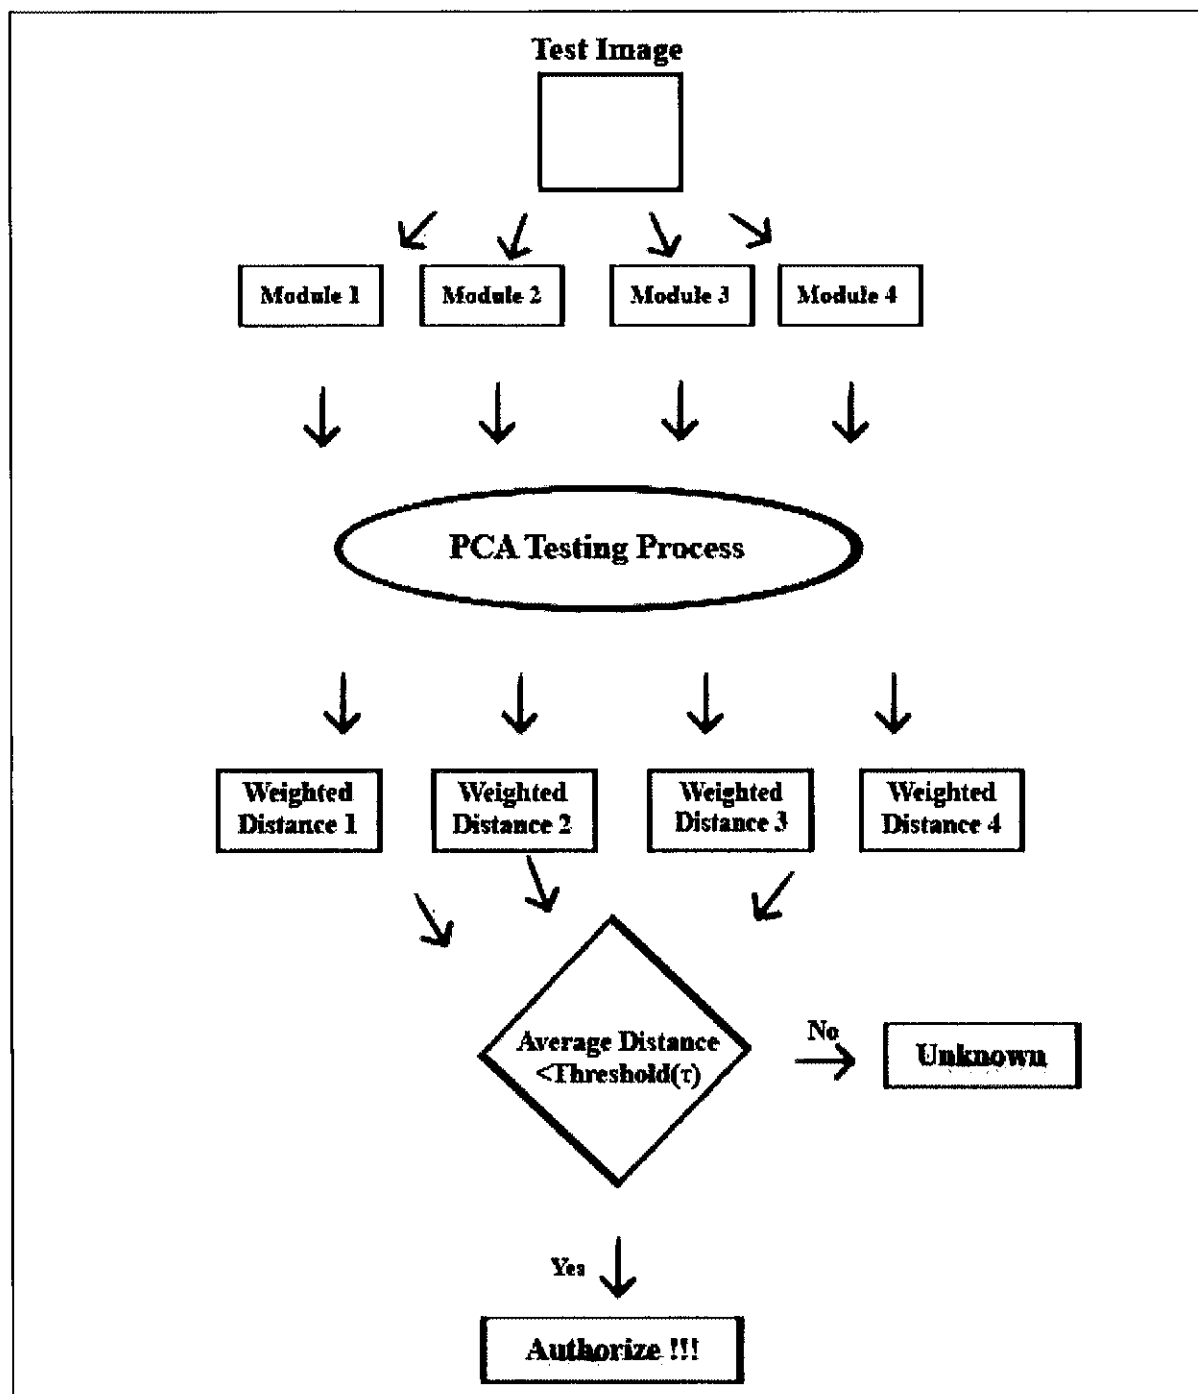 Test Image
Module 1
Module 2
Module 3
Module 4
PCA Testing Process
Weighted
Distance 1
Weighted
Distance 2
Weighted
Distance 3
Weighted
Distance 4
Average Distance
<Threshold(τ)
No
Unknown
Yes
Authorize !!!